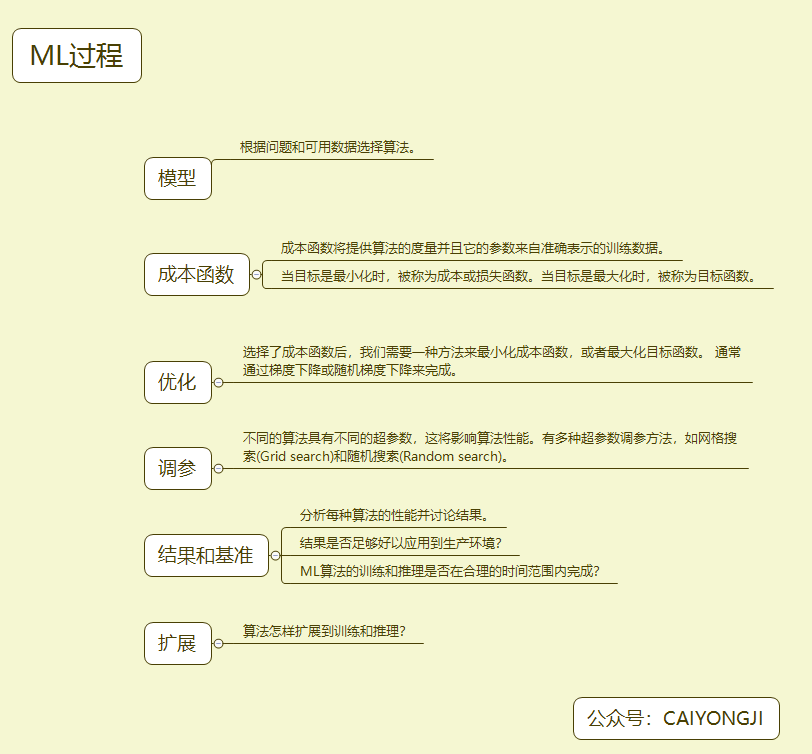 ML过程
根据问题和可用数据选择算法。
模型
成本函数将提供算法的度量并且它的参数来自准确表示的训练数据。
成本函数
当目标是最小化时，被称为成本或损失函数。当目标是最大化时，被称为目标函数。
选择了成本函数后，我们需要一种方法来最小化成本函数，或者最大化目标函数。 通常
通过梯度下降或随机梯度下降来完成。
优化
不同的算法具有不同的超参数，这将影响算法性能。有多种超参数调参方法，如网格搜
索(Grid search)和随机搜索(Random search)。
调参
分析每种算法的性能并讨论结果。
结果和基准
结果是否足够好以应用到生产环境？
ML算法的训练和推理是否在合理的时间范围内完成？
扩展
算法怎样扩展到训练和推理？
公众号：CAIYONGJI